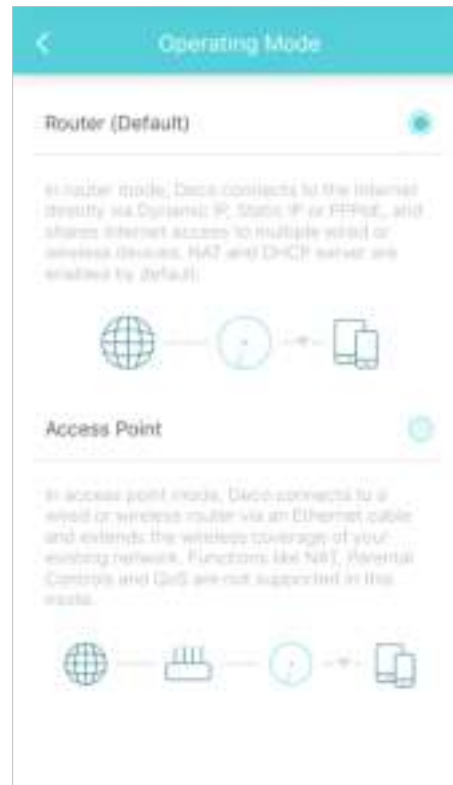 Operating Mode
Router (Default)
In router mode, Deco connects to the Internet
directly via Dynamic IP, Static IP or PPPoE, and
shares internet access to multiple wired or
wireless devices. NAT and DHCP server are
enabled by default.
Access Point
In access point mode, Deco connects to a
wired or wireless router via an Ethernet cable
and extends the wireless coverage of your
existing network. Functions like NAT, Parental
Controls and QoS are not supported in this
mode.